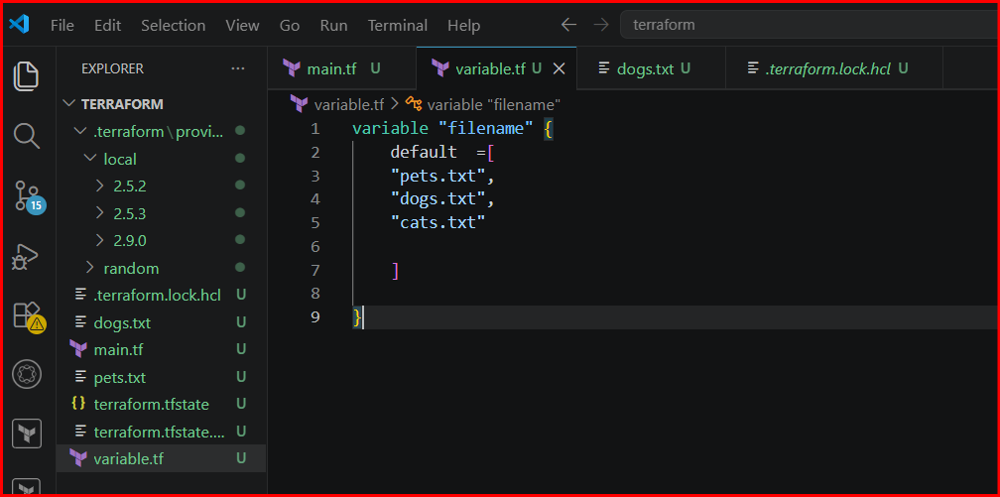 File Edit Selection View Go Run Terminal Help terraform
EXPLORER ...
main.tf U variable.tf U dogs.txt U .terraform.lock.hcl U
TERRAFORM
.terraform\provi...
local
2.5.2
2.5.3
2.9.0
random
.terraform.lock.hcl U
dogs.txt U
main.tf U
pets.txt U
{} terraform.tfstate U
terraform.tfstate.... U
variable.tf U
15
variable.tf > variable "filename"
1 variable "filename" {
2 default =[
3 "pets.txt",
4 "dogs.txt",
5 "cats.txt"
6
7 ]
8
9 }